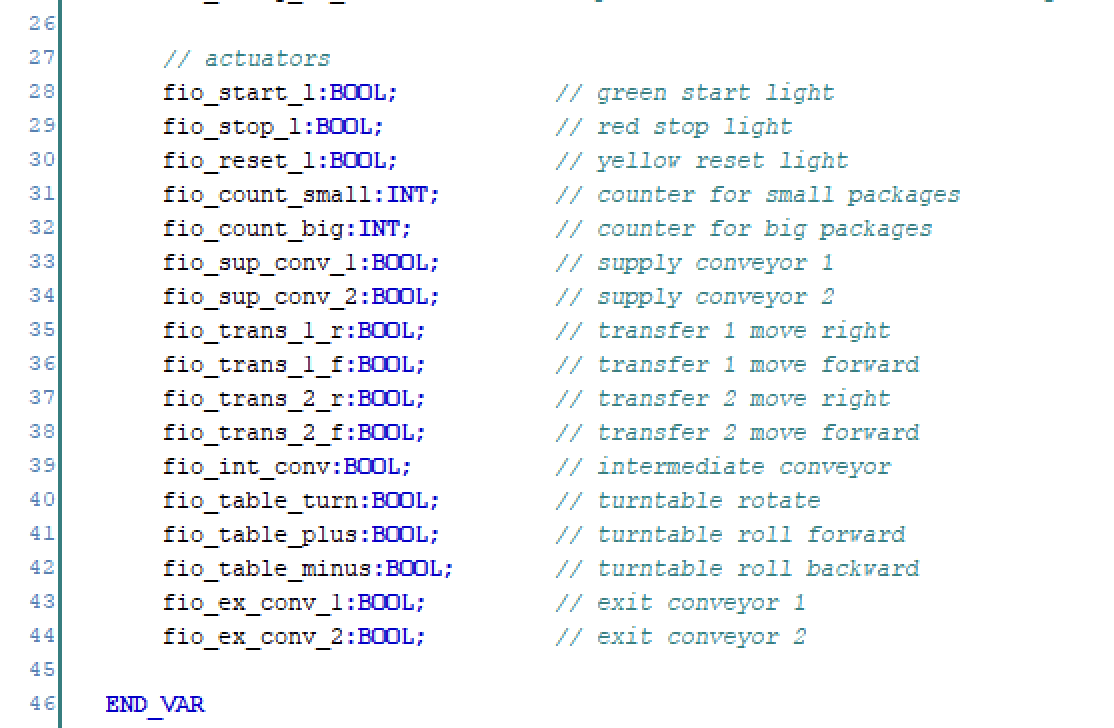 26
27 // actuators
28 fio_start_l:BOOL; // green start light
29 fio_stop_l:BOOL; // red stop light
30 fio_reset_l:BOOL; // yellow reset light
31 fio_count_small:INT; // counter for small packages
32 fio_count_big:INT; // counter for big packages
33 fio_sup_conv_1:BOOL; // supply conveyor 1
34 fio_sup_conv_2:BOOL; // supply conveyor 2
35 fio_trans_1_r:BOOL; // transfer 1 move right
36 fio_trans_1_f:BOOL; // transfer 1 move forward
37 fio_trans_2_r:BOOL; // transfer 2 move right
38 fio_trans_2_f:BOOL; // transfer 2 move forward
39 fio_int_conv:BOOL; // intermediate conveyor
40 fio_table_turn:BOOL; // turntable rotate
41 fio_table_plus:BOOL; // turntable roll forward
42 fio_table_minus:BOOL; // turntable roll backward
43 fio_ex_conv_1:BOOL; // exit conveyor 1
44 fio_ex_conv_2:BOOL; // exit conveyor 2
45
46 END_VAR